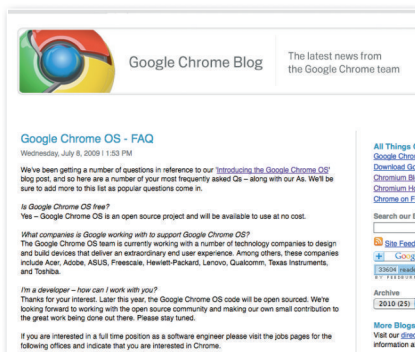 Google Chrome Blog
The latest news from
the Google Chrome team
Google Chrome OS - FAQ
Wednesday, July 8, 2009 | 1:53 PM
We've been getting a number of questions in reference to our 'Introducing the Google Chrome OS'
blog post, and so here are a number of your most frequently asked Qs – along with our As. We'll be
sure to add more to this list as popular questions come in.
Is Google Chrome OS free?
Yes – Google Chrome OS is an open source project and will be available to use at no cost.
What companies is Google working with to support Google Chrome OS?
The Google Chrome OS team is currently working with a number of technology companies to design
and build devices that deliver an extraordinary end user experience. Among others, these companies
include Acer, Adobe, ASUS, Freescale, Hewlett-Packard, Lenovo, Qualcomm, Texas Instruments,
and Toshiba.
I'm a developer – how can I work with you?
Thanks for your interest. Later this year, the Google Chrome OS code will be open sourced. We're
looking forward to working with the open source community and making our own small contribution to
the great work being done out there. Please stay tuned.
If you are interested in a full time position as a software engineer please visit the jobs pages for the
following offices and indicate that you are interested in Chrome.
All Things
Google
Download
Chromium
Chromium
Chrome on
Search our
Site Feed
33604
Archive
2010 (25)
More Blogs
Visit our
information